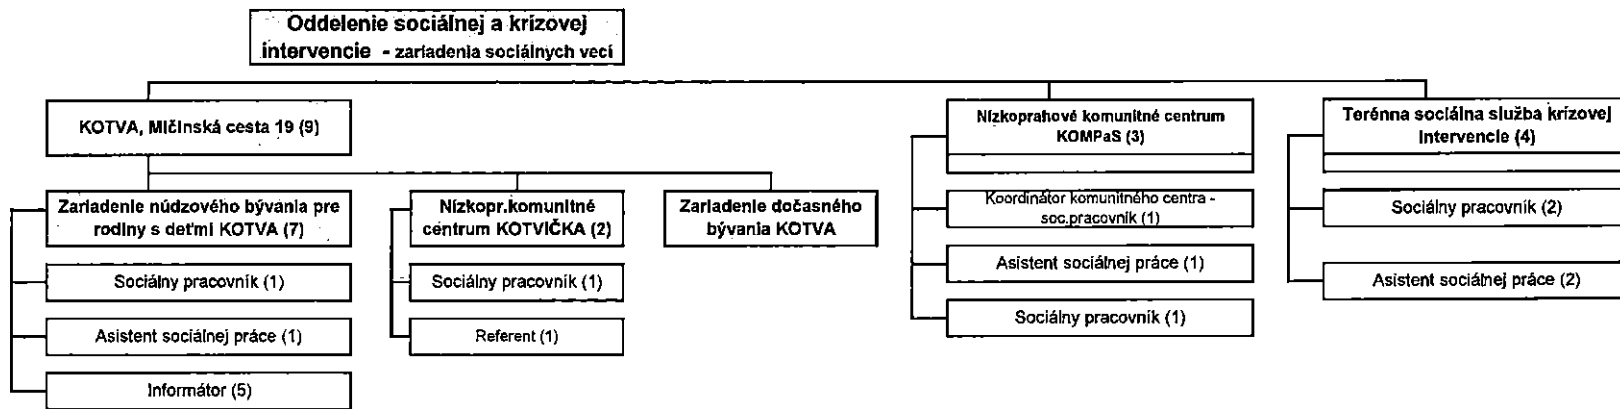 Oddelenie sociálnej a krízovej
intervencie - zariadenia sociálnych vecí
KOTVA, Mičinská cesta 19 (9)
Nízkoprahové komunitné centrum
KOMPaS (3)
Terénna sociálna služba krízovej
Intervencie (4)
Zariadenie núdzového bývania pre
rodiny s deťmi KOTVA (7)
Nízkopr.komunitné
centrum KOTVIČKA (2)
Zariadenie dočasného
bývania KOTVA
Koordinátor komunitného centra -
soc.pracovník (1)
Sociálny pracovník (2)
Sociálny pracovník (1)
Sociálny pracovník (1)
Asistent sociálnej práce (1)
Asistent sociálnej práce (2)
Asistent sociálnej práce (1)
Referent (1)
Sociálny pracovník (1)
Informátor (5)